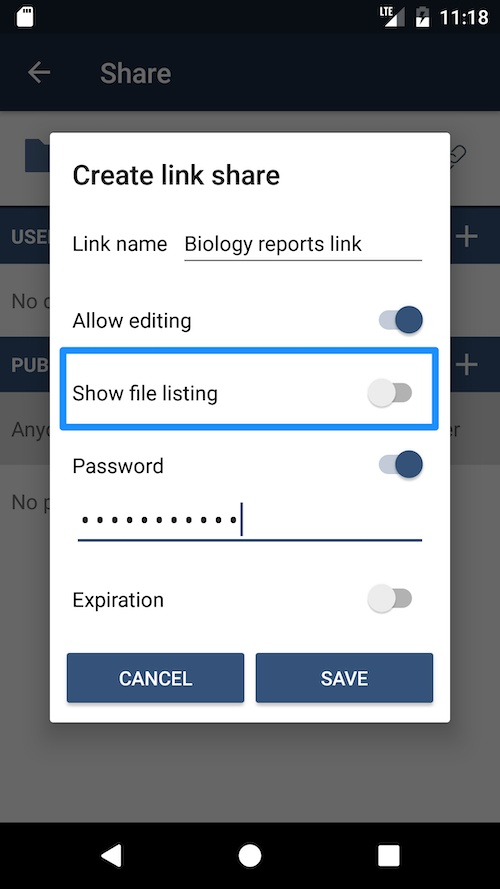 LTE 11:18
Share
Create link share
Link name Biology reports link
USE
No
Allow editing
PUB
Show file listing
Any er
Password
No p
•••••••••••
Expiration
CANCEL SAVE